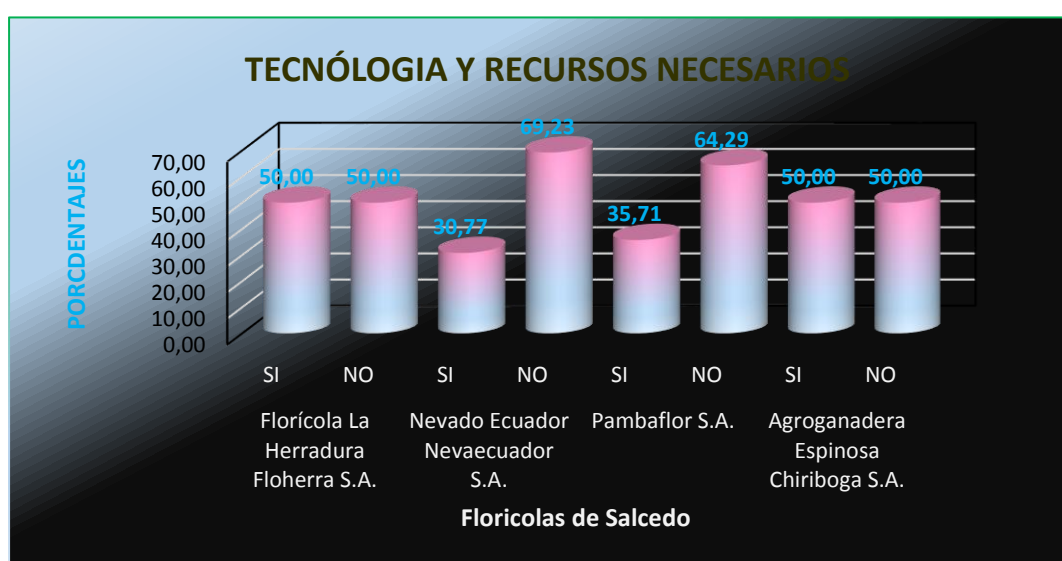 TECNÓLOGIA Y RECURSOS NECESARIOS
PORCDENTAJES
70,00
60,00
50,00
40,00
30,00
20,00
10,00
0,00
50,00 50,00 30,77 69,23 35,71 64,29 50,00 50,00
SI NO SI NO SI NO SI NO
Florícola La
Herradura
Floherra S.A.
Nevado Ecuador
Nevaecuador
S.A.
Pambaflor S.A.
Agroganadera
Espinosa
Chiriboga S.A.
Floricolas de Salcedo